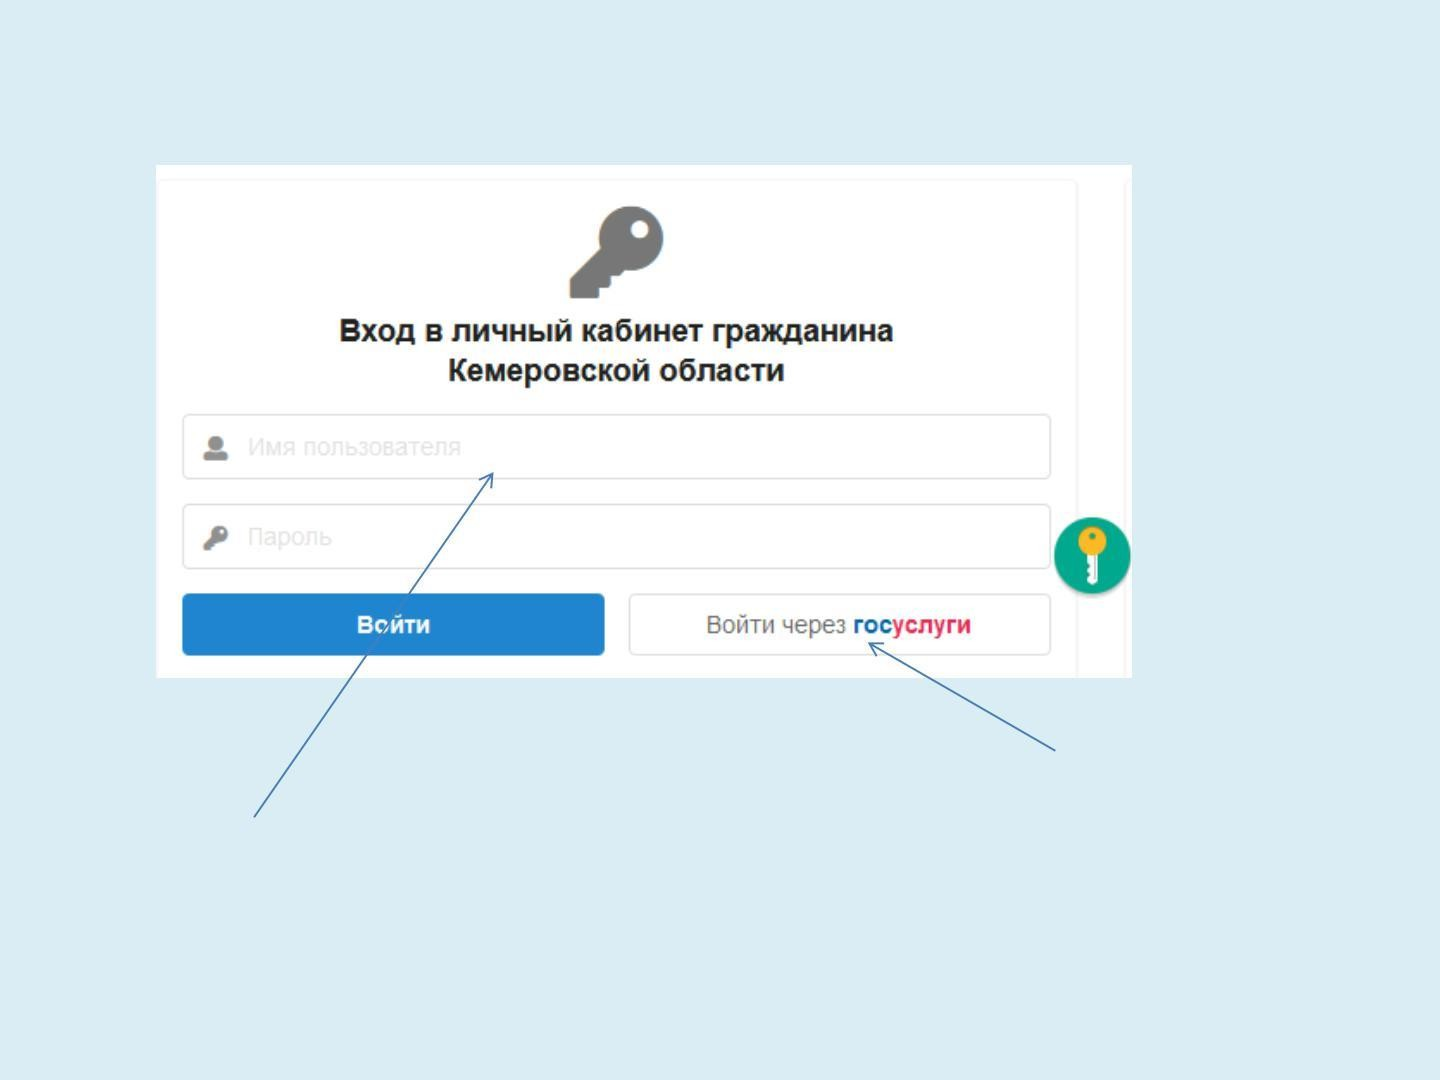 Вход в личный кабинет гражданина
Кемеровской области
Имя пользователя
Пароль
Войти
Войти через госуслуги